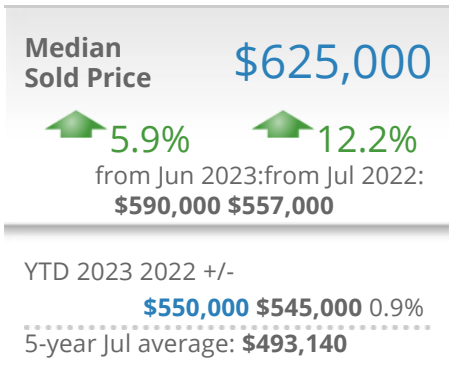 Median
Sold Price
$625,000
5.9%
12.2%
from Jun 2023:from Jul 2022:
$590,000 $557,000
YTD 2023 2022 +/-
$550,000 $545,000 0.9%
5-year Jul average: $493,140